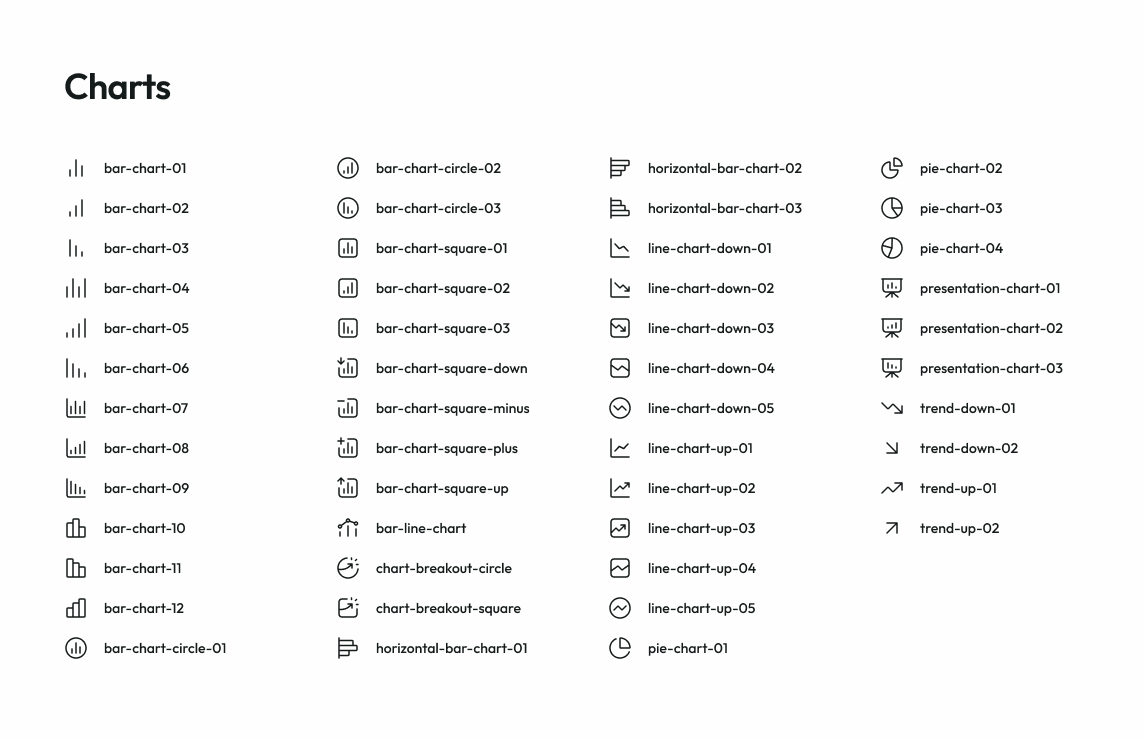 Charts
bar-chart-01
bar-chart-02
bar-chart-03
bar-chart-04
bar-chart-05
bar-chart-06
bar-chart-07
bar-chart-08
bar-chart-09
bar-chart-10
bar-chart-11
bar-chart-12
bar-chart-circle-01
bar-chart-circle-02
bar-chart-circle-03
bar-chart-square-01
bar-chart-square-02
bar-chart-square-03
bar-chart-square-down
bar-chart-square-minus
bar-chart-square-plus
bar-chart-square-up
bar-line-chart
chart-breakout-circle
chart-breakout-square
horizontal-bar-chart-01
horizontal-bar-chart-02
horizontal-bar-chart-03
line-chart-down-01
line-chart-down-02
line-chart-down-03
line-chart-down-04
line-chart-down-05
line-chart-up-01
line-chart-up-02
line-chart-up-03
line-chart-up-04
line-chart-up-05
pie-chart-01
pie-chart-02
pie-chart-03
pie-chart-04
presentation-chart-01
presentation-chart-02
presentation-chart-03
trend-down-01
trend-down-02
trend-up-01
trend-up-02